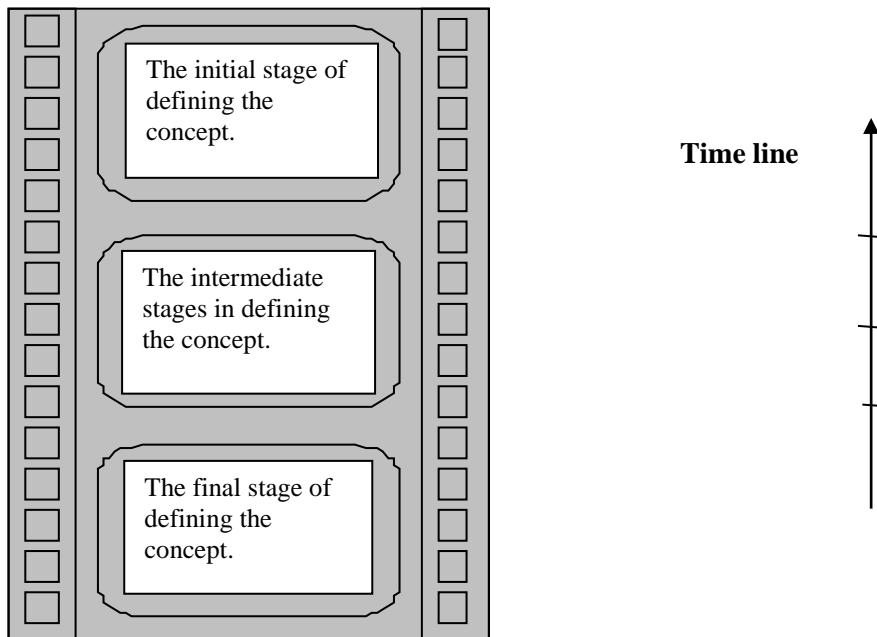 The initial stage of
defining the
concept.
Time line
The intermediate
stages in defining
the concept.
The final stage of
defining the
concept.